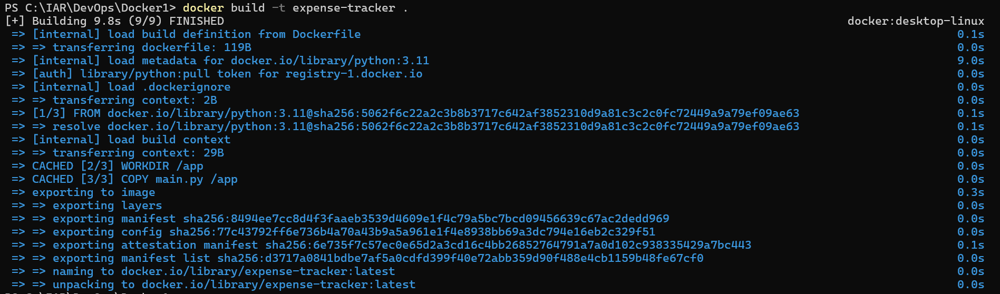 PS C:\IAR\DevOps\Docker1> docker build -t expense-tracker .
[+] Building 9.8s (9/9) FINISHED docker:desktop-linux
=> [internal] load build definition from Dockerfile 0.1s
=> => transferring dockerfile: 119B 0.0s
=> [internal] load metadata for docker.io/library/python:3.11 9.0s
=> [auth] library/python:pull token for registry-1.docker.io 0.0s
=> [internal] load .dockerignore 0.0s
=> => transferring context: 2B 0.0s
=> [1/3] FROM docker.io/library/python:3.11@sha256:5062f6c22a2c3b8b3717c642af3852310d9a81c3c2c0fc72449a9a79ef09ae63 0.1s
=> => resolve docker.io/library/python:3.11@sha256:5062f6c22a2c3b8b3717c642af3852310d9a81c3c2c0fc72449a9a79ef09ae63 0.1s
=> [internal] load build context 0.0s
=> => transferring context: 29B 0.0s
=> CACHED [2/3] WORKDIR /app 0.0s
=> CACHED [3/3] COPY main.py /app 0.0s
=> exporting to image 0.3s
=> => exporting layers 0.0s
=> => exporting manifest sha256:8494ee7cc8d4f3faaeb3539d4609e1f4c79a5bc7bcd09456639c67ac2dedd969 0.0s
=> => exporting config sha256:77c43792ff6e736b4a70a43b9a5a961e1f4e8938bb69a3dc794e16eb2c329f51 0.0s
=> => exporting attestation manifest sha256:6e735f7c57ec0e65d2a3cd16c4bb26852764791a7a0d102c938335429a7bc443 0.1s
=> => exporting manifest list sha256:d3717a0841bdbe7af5a0cdfd399f40e72abb359d90f488e4cb1159b48fe67cf0 0.0s
=> => naming to docker.io/library/expense-tracker:latest 0.0s
=> => unpacking to docker.io/library/expense-tracker:latest 0.0s